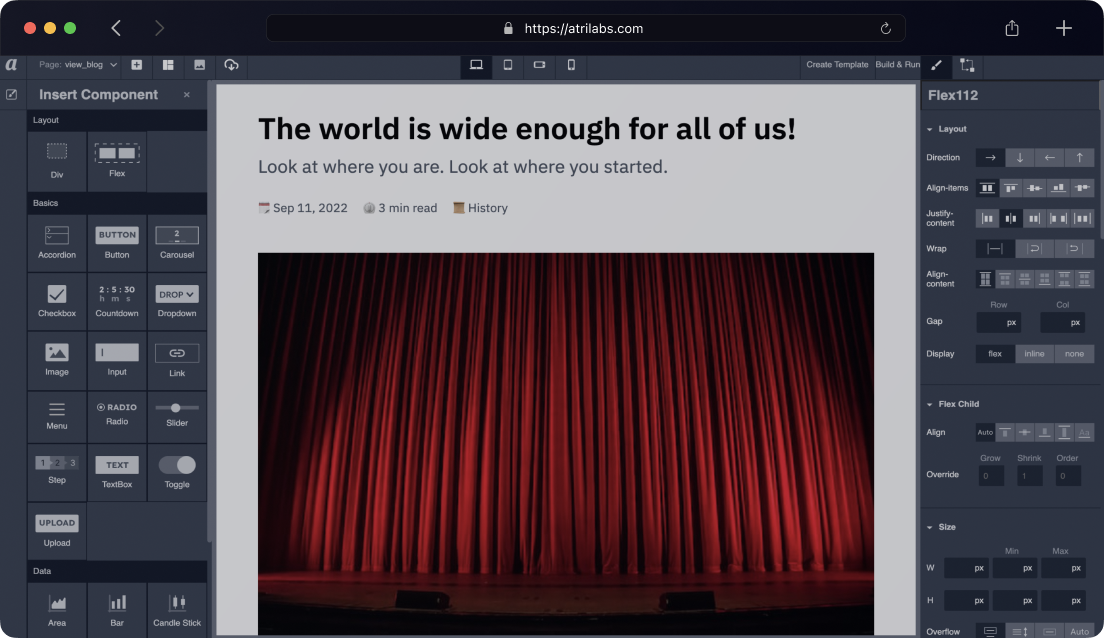 https://atrilabs.com
a
Page: view_blog
Create Template
Build & Run
Insert Component
×
Layout
Div
Flex
Basics
Accordion
BUTTON
Button
2
Carousel
Checkbox
2 : 5 : 30
h m s
Countdown
DROP
Dropdown
Image
Input
Link
Menu
RADIO
Radio
Slider
1 2 3
Step
TEXT
TextBox
Toggle
UPLOAD
Upload
Data
Area
Bar
Candle Stick
The world is wide enough for all of us!
Look at where you are. Look at where you started.
Sep 11, 2022
3 min read
History
Flex112
Layout
Direction
Align-items
Justify-
content
Wrap
Align-
content
Row Col
Gap px px
Display flex inline none
Flex Child
Align Auto Aa
Grow Shrink Order
Override 0 1 0
Size
Min Max
W px px px
H px px px
Overflow Auto